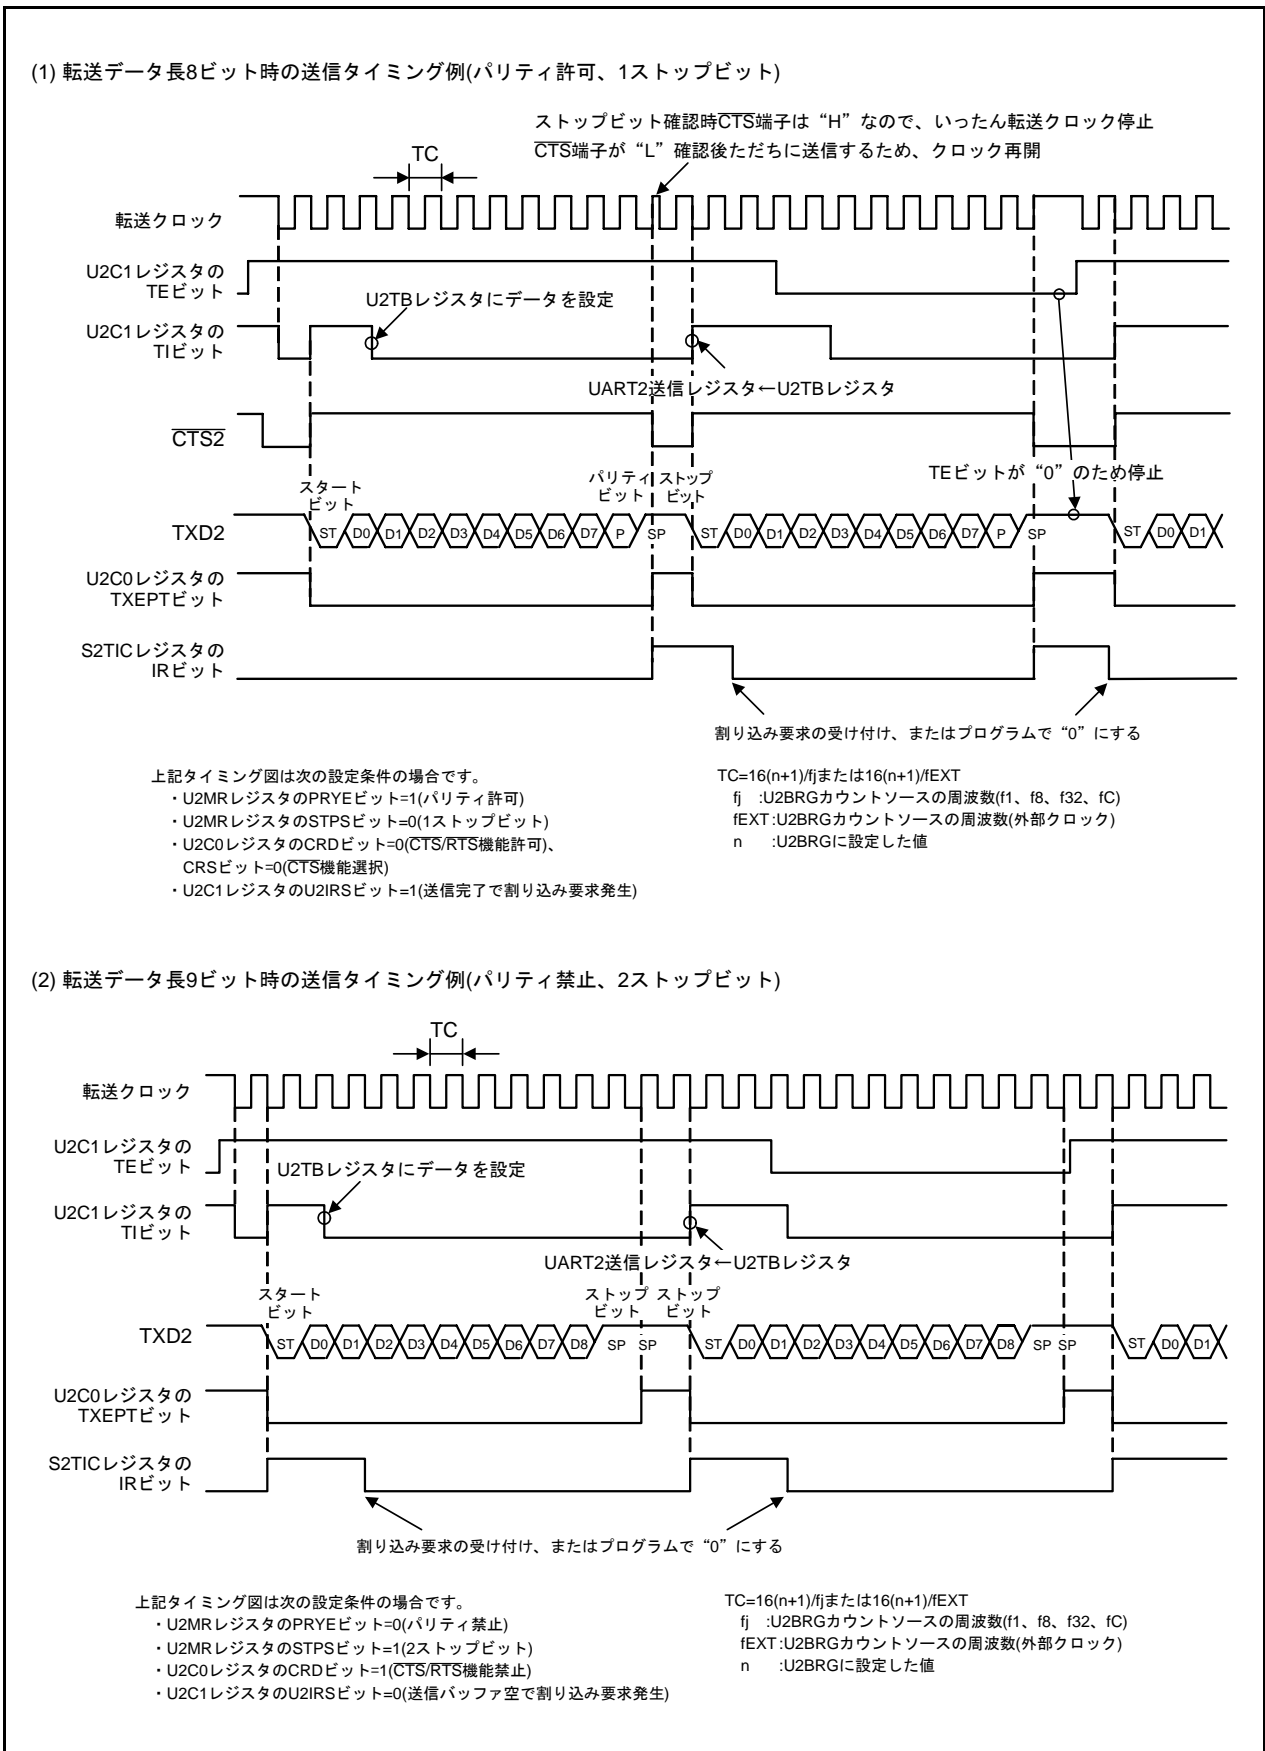 (1) 転送データ長8ビット時の送信タイミング例(パリティ許可、1ストップビット)
ストップビット確認時CTS端子は“H”なので、いったん転送クロック停止
CTS端子が“L”確認後ただちに送信するため、クロック再開
TC
転送クロック
U2C1レジスタの
TEビット
U2TBレジスタにデータを設定
U2C1レジスタの
TIビット
UART2送信レジスタ←U2TBレジスタ
CTS2
TEビットが“0”のため停止
スタート
ビット
パリティ
ビット
ストップ
ビット
TXD2
ST D0 D1 D2 D3 D4 D5 D6 D7 P SP ST D0 D1 D2 D3 D4 D5 D6 D7 P SP ST D0 D1
U2C0レジスタの
TXEPTビット
S2TICレジスタの
IRビット
割り込み要求の受け付け、またはプログラムで“0”にする
上記タイミング図は次の設定条件の場合です。
・U2MRレジスタのPRYEビット=1(パリティ許可)
・U2MRレジスタのSTPSビット=0(1ストップビット)
・U2C0レジスタのCRDビット=0(CTS/RTS機能許可)、
CRSビット=0(CTS機能選択)
・U2C1レジスタのU2IRSビット=1(送信完了で割り込み要求発生)
TC=16(n+1)/fjまたは16(n+1)/fEXT
fj :U2BRGカウントソースの周波数(f1、f8、f32、fC)
fEXT:U2BRGカウントソースの周波数(外部クロック)
n :U2BRGに設定した値
(2) 転送データ長9ビット時の送信タイミング例(パリティ禁止、2ストップビット)
TC
転送クロック
U2C1レジスタの
TEビット
U2TBレジスタにデータを設定
U2C1レジスタの
TIビット
UART2送信レジスタ←U2TBレジスタ
スタート
ビット
ストップ
ビット
ストップ
ビット
TXD2
ST D0 D1 D2 D3 D4 D5 D6 D7 D8 SP SP ST D0 D1 D2 D3 D4 D5 D6 D7 D8 SP SP ST D0 D1
U2C0レジスタの
TXEPTビット
S2TICレジスタの
IRビット
割り込み要求の受け付け、またはプログラムで“0”にする
上記タイミング図は次の設定条件の場合です。
・U2MRレジスタのPRYEビット=0(パリティ禁止)
・U2MRレジスタのSTPSビット=1(2ストップビット)
・U2C0レジスタのCRDビット=1(CTS/RTS機能禁止)
・U2C1レジスタのU2IRSビット=0(送信バッファ空で割り込み要求発生)
TC=16(n+1)/fjまたは16(n+1)/fEXT
fj :U2BRGカウントソースの周波数(f1、f8、f32、fC)
fEXT:U2BRGカウントソースの周波数(外部クロック)
n :U2BRGに設定した値